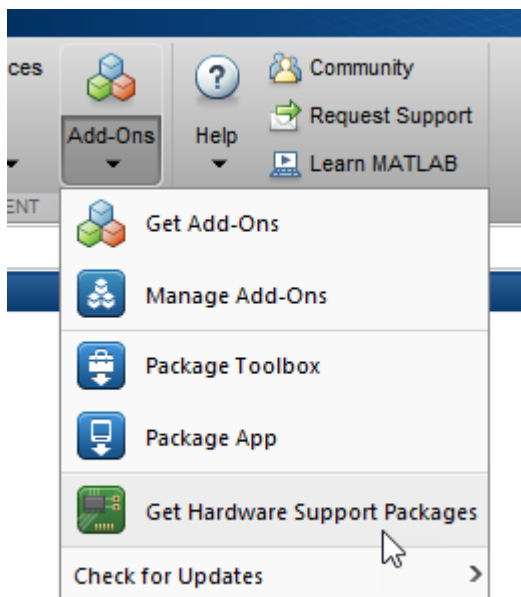 ces
Add-Ons
Help
?
Community
Request Support
Learn MATLAB
ENT
Get Add-Ons
Manage Add-Ons
Package Toolbox
Package App
Get Hardware Support Packages
Check for Updates